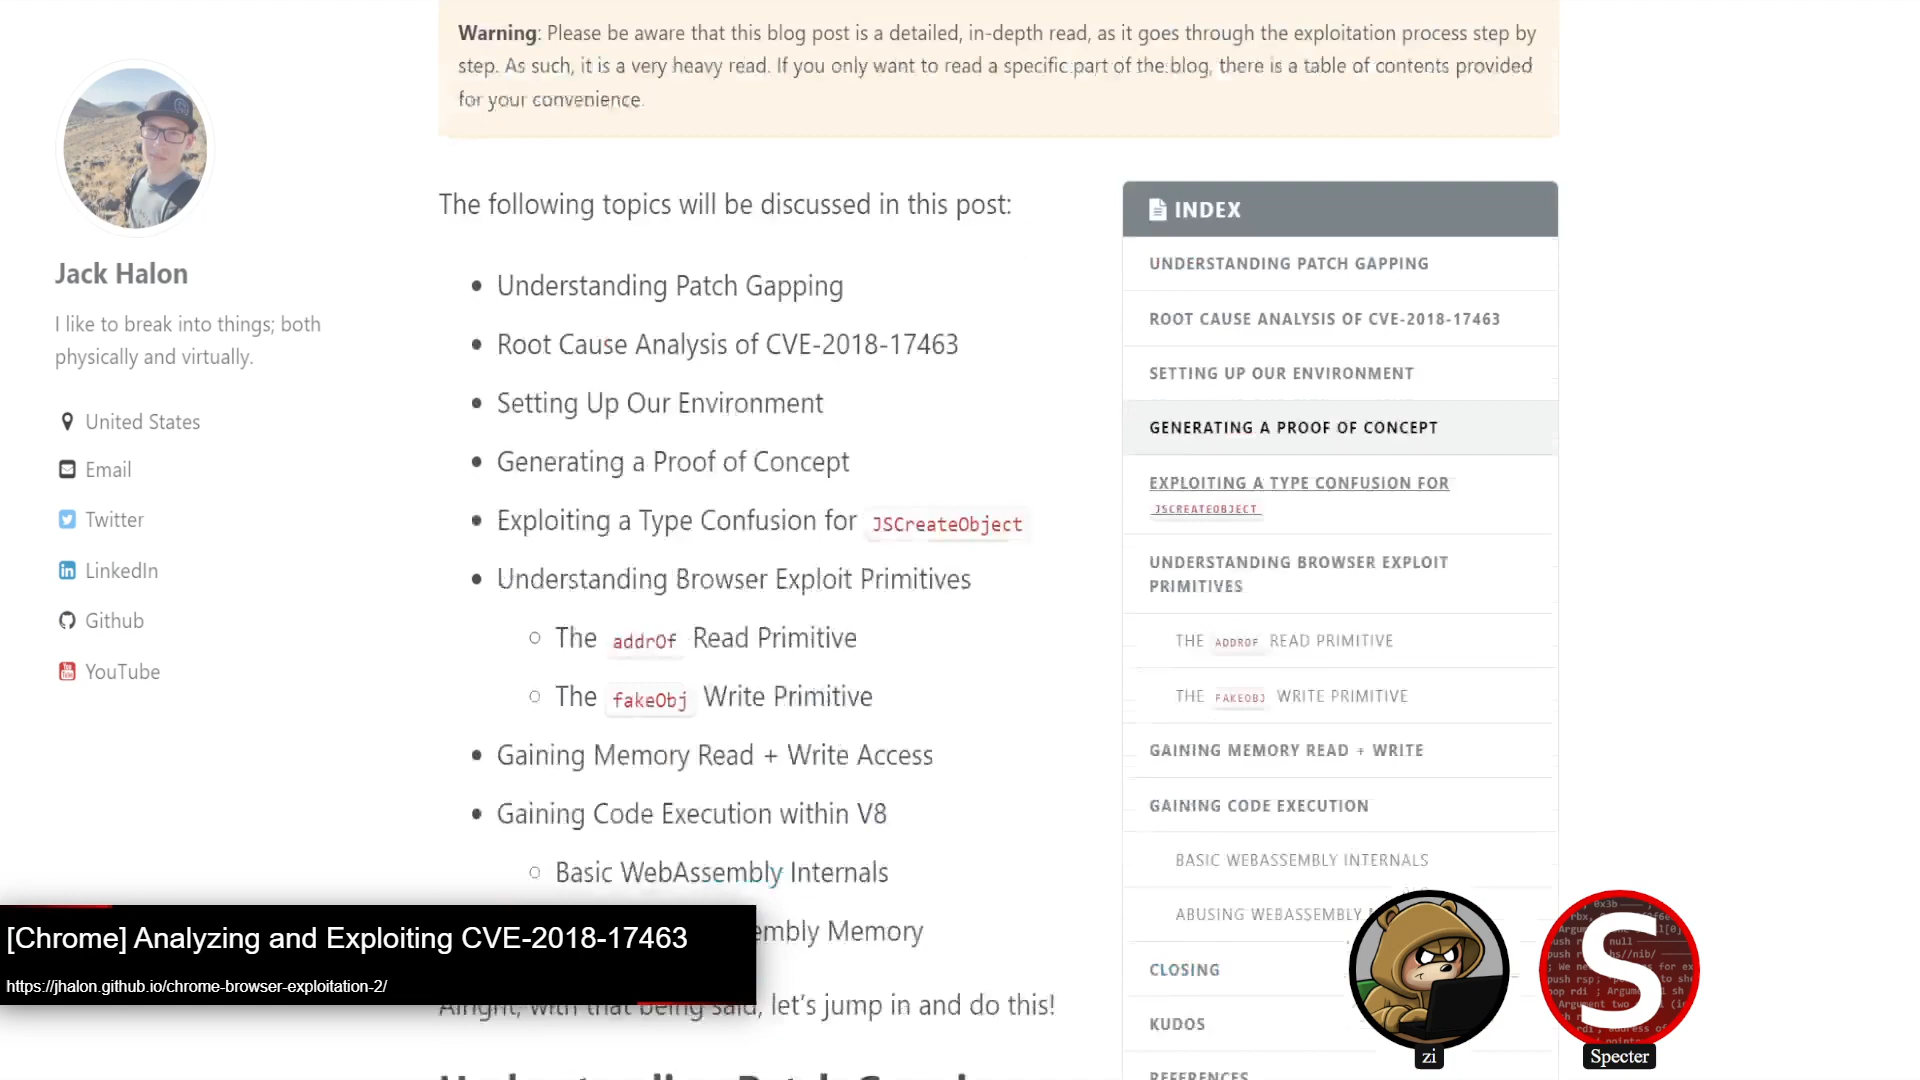 Warning: Please be aware that this blog post is a detailed, in-depth read, as it goes through the exploitation process step by
step. As such, it is a very heavy read. If you only want to read a specific part of the blog, there is a table of contents provided
for your convenience.
Jack Halon
I like to break into things; both
physically and virtually.
United States
Email
Twitter
LinkedIn
Github
YouTube
The following topics will be discussed in this post:
Understanding Patch Gapping
Root Cause Analysis of CVE-2018-17463
Setting Up Our Environment
Generating a Proof of Concept
Exploiting a Type Confusion for JSCreateObject
Understanding Browser Exploit Primitives
The addrOf Read Primitive
The fakeObj Write Primitive
Gaining Memory Read + Write Access
Gaining Code Execution within V8
Basic WebAssembly Internals
Memory
Alright, with that being said, let's jump in and do this!
INDEX
UNDERSTANDING PATCH GAPPING
ROOT CAUSE ANALYSIS OF CVE-2018-17463
SETTING UP OUR ENVIRONMENT
GENERATING A PROOF OF CONCEPT
EXPLOITING A TYPE CONFUSION FOR
JSCREATEOBJECT
UNDERSTANDING BROWSER EXPLOIT
PRIMITIVES
THE ADDROF READ PRIMITIVE
THE FAKEOBJ WRITE PRIMITIVE
GAINING MEMORY READ + WRITE
GAINING CODE EXECUTION
BASIC WEBASSEMBLY INTERNALS
ABUSING WEBASSEMBLY
CLOSING
KUDOS
REFERENCES
[Chrome] Analyzing and Exploiting CVE-2018-17463
https://jhalon.github.io/chrome-browser-exploitation-2/
zi
S
Specter